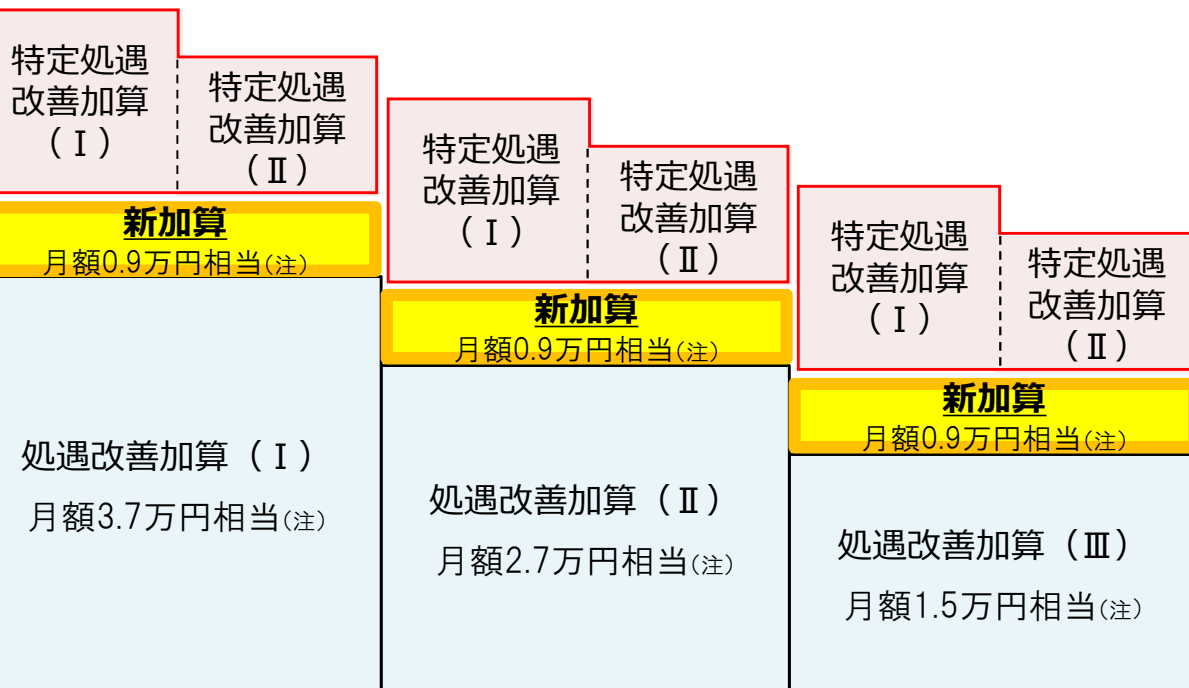 特定処遇
改善加算
（Ⅰ）
特定処遇
改善加算
（Ⅱ）
新加算
月額0.9万円相当(注)
処遇改善加算（Ⅰ）
月額3.7万円相当(注)
特定処遇
改善加算
（Ⅰ）
特定処遇
改善加算
（Ⅱ）
新加算
月額0.9万円相当(注)
処遇改善加算（Ⅱ）
月額2.7万円相当(注)
特定処遇
改善加算
（Ⅰ）
特定処遇
改善加算
（Ⅱ）
新加算
月額0.9万円相当(注)
処遇改善加算（Ⅲ）
月額1.5万円相当(注)